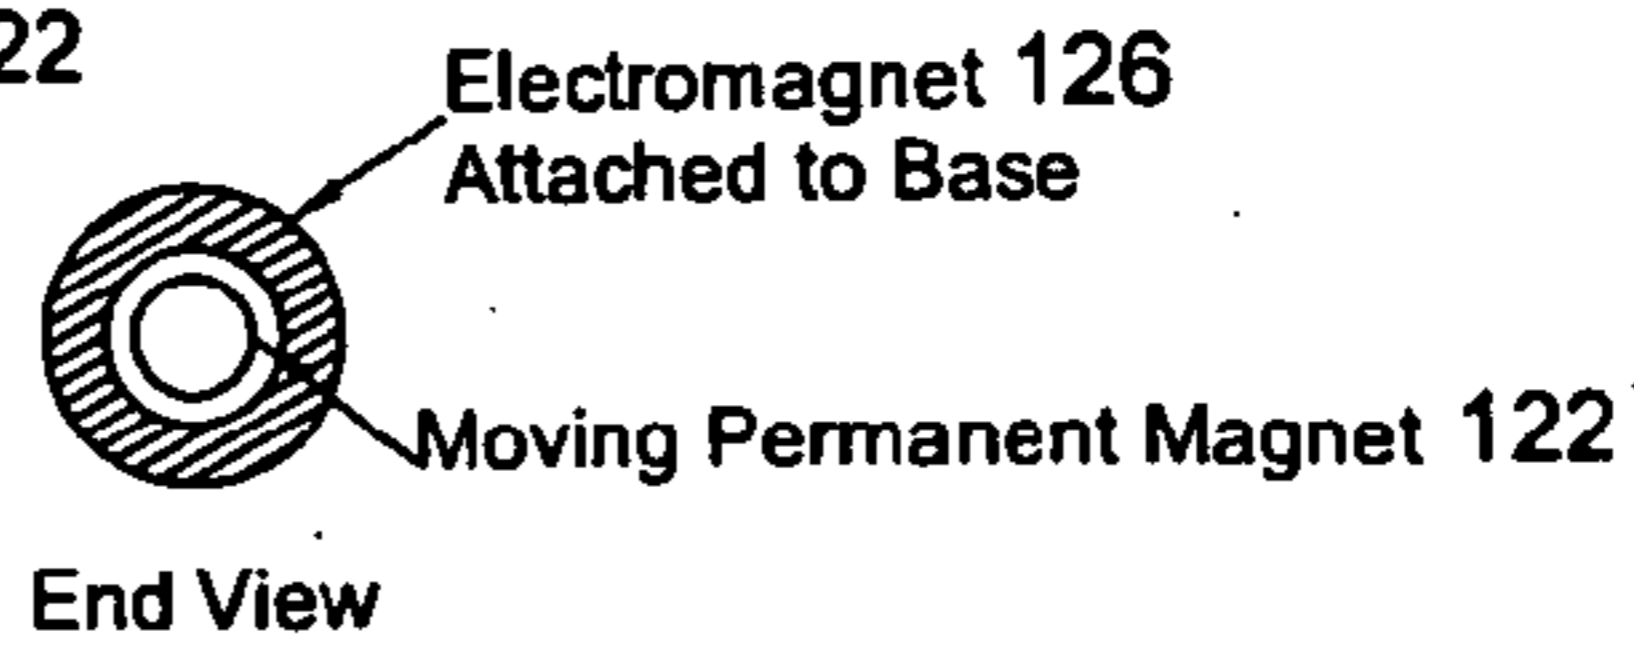 22
Electromagnet 126
Attached to Base
Moving Permanent Magnet 122
End View